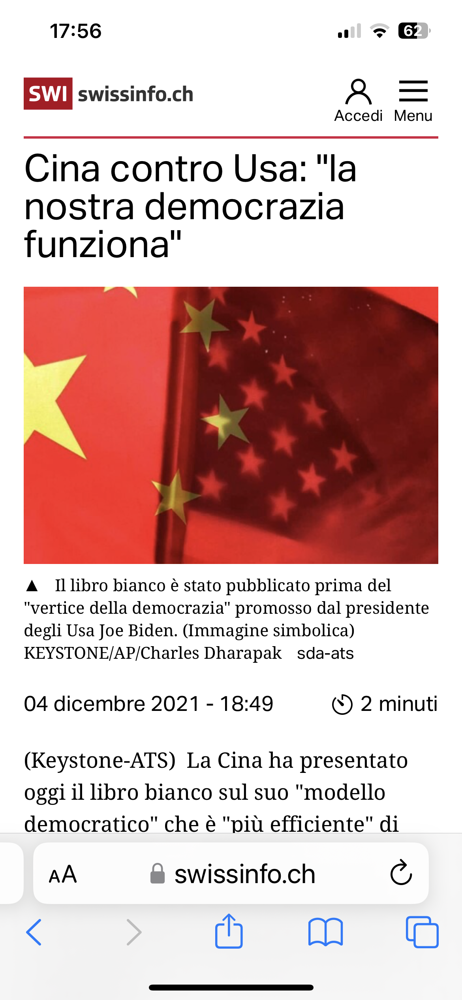 17:56
62
SWI swissinfo.ch
Accedi Menu
Cina contro Usa: "la
nostra democrazia
funziona"
▲ Il libro bianco è stato pubblicato prima del
"vertice della democrazia" promosso dal presidente
degli Usa Joe Biden. (Immagine simbolica)
KEYSTONE/AP/Charles Dharapak sda-ats
04 dicembre 2021 - 18:49 2 minuti
(Keystone-ATS) La Cina ha presentato
oggi il libro bianco sul suo "modello
democratico" che è "più efficiente" di
AA swissinfo.ch